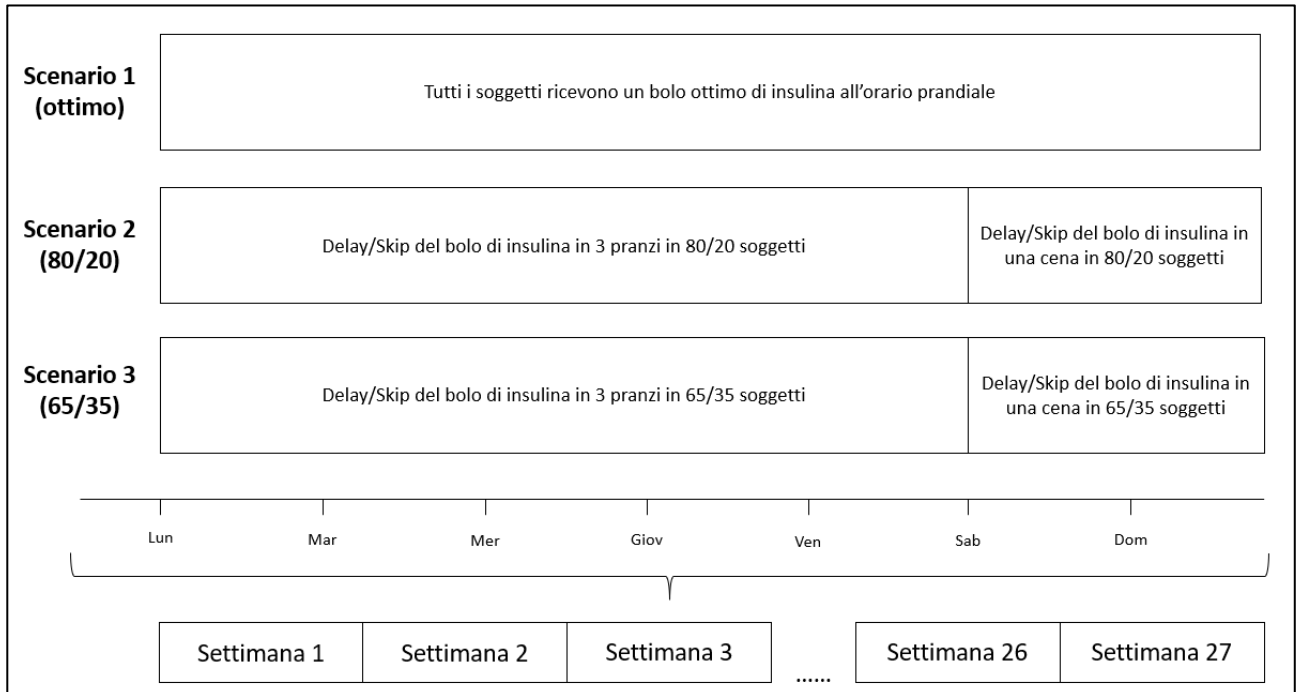 Scenario 1
(ottimo)
Tutti i soggetti ricevono un bolo ottimo di insulina all'orario prandiale
Scenario 2
(80/20)
Delay/Skip del bolo di insulina in 3 pranzi in 80/20 soggetti
Delay/Skip del bolo di insulina in
una cena in 80/20 soggetti
Scenario 3
(65/35)
Delay/Skip del bolo di insulina in 3 pranzi in 65/35 soggetti
Delay/Skip del bolo di insulina in
una cena in 65/35 soggetti
Lun Mar Mer Giov Ven Sab Dom
Settimana 1 Settimana 2 Settimana 3 ...... Settimana 26 Settimana 27